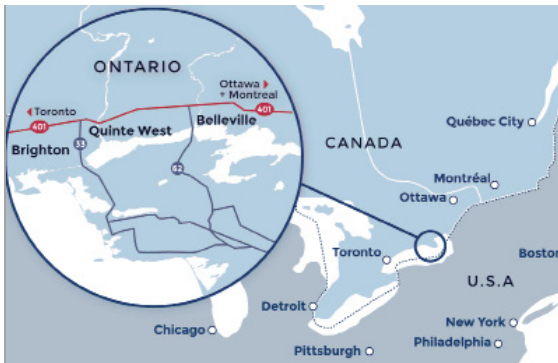 ONTARIO
Ottawa
+ Montreal
Toronto
401
401
Quinte West
Belleville
Brighton
33
62
CANADA
Québec City
Montréal
Ottawa
Toronto
Boston
U.S.A
Detroit
Chicago
New York
Philadelphia
Pittsburgh